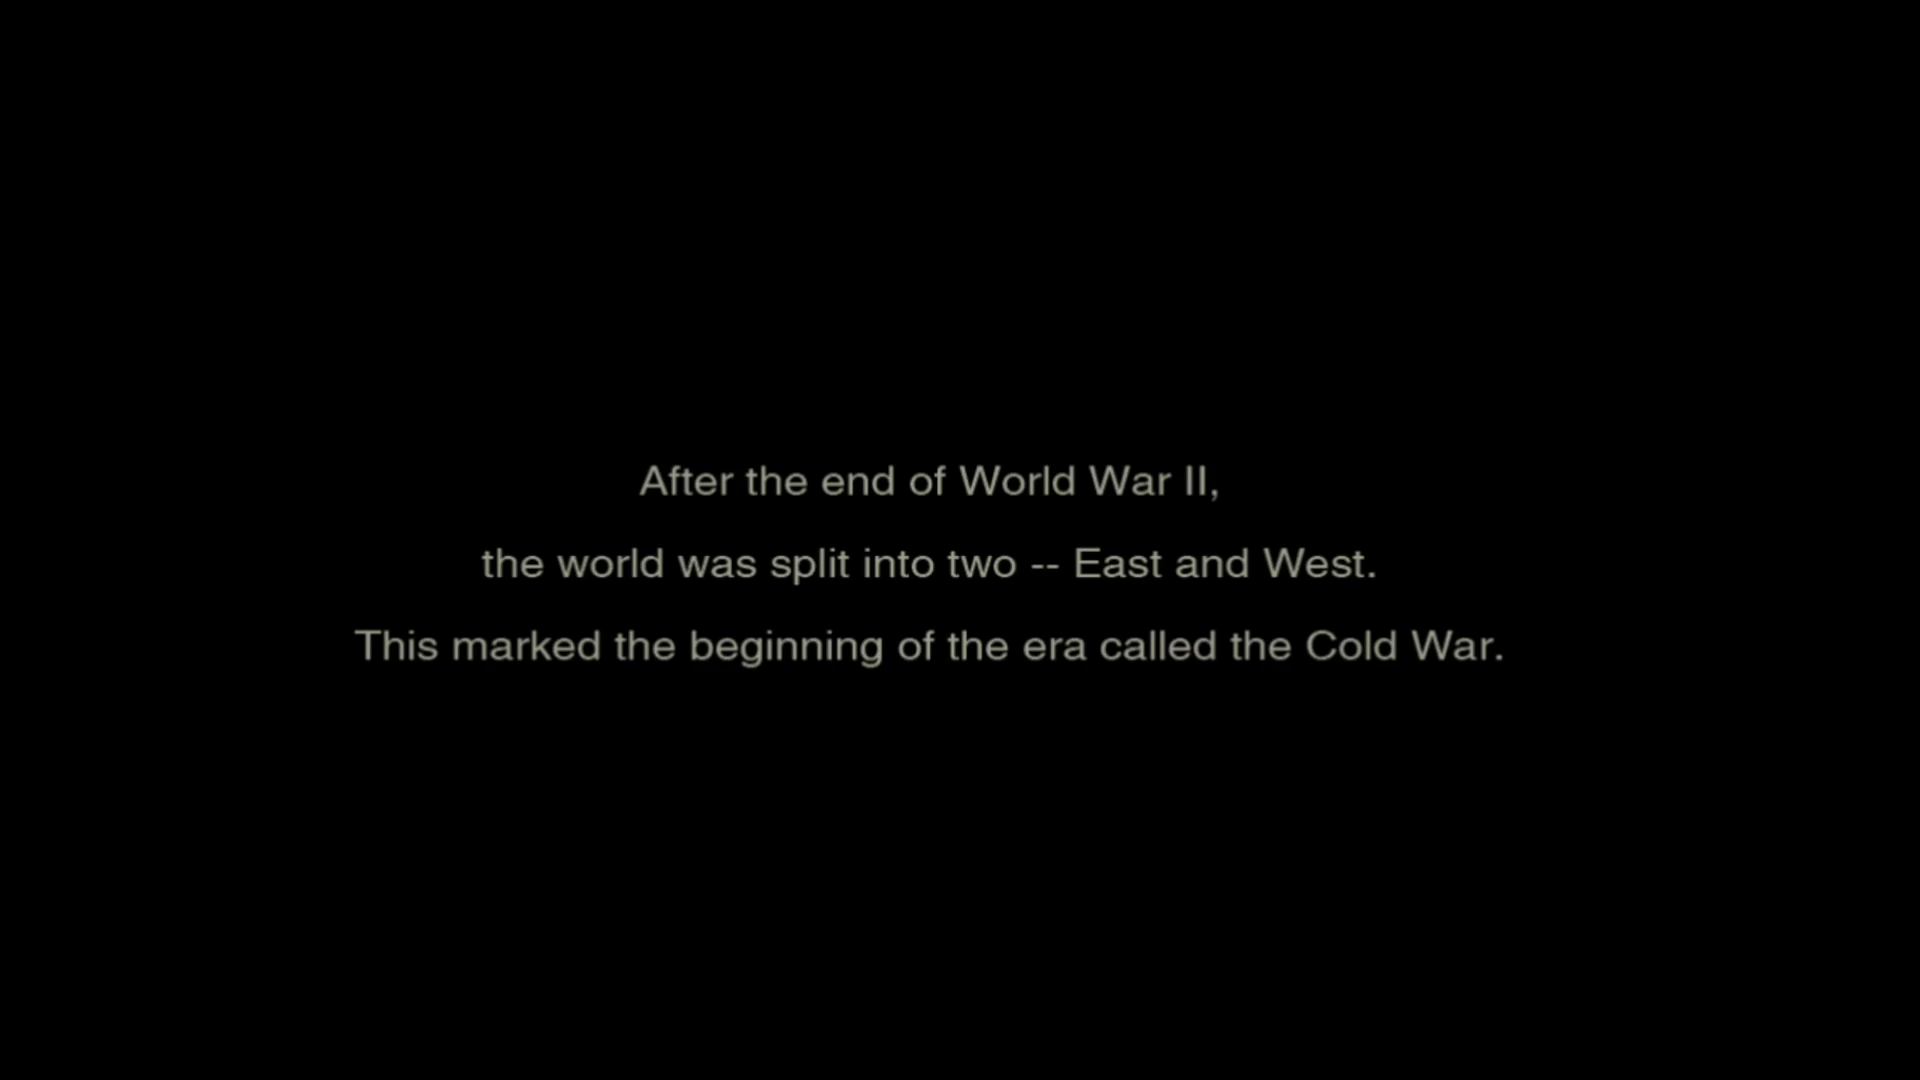 After the end of World War II,
the world was split into two -- East and West.
This marked the beginning of the era called the Cold War.